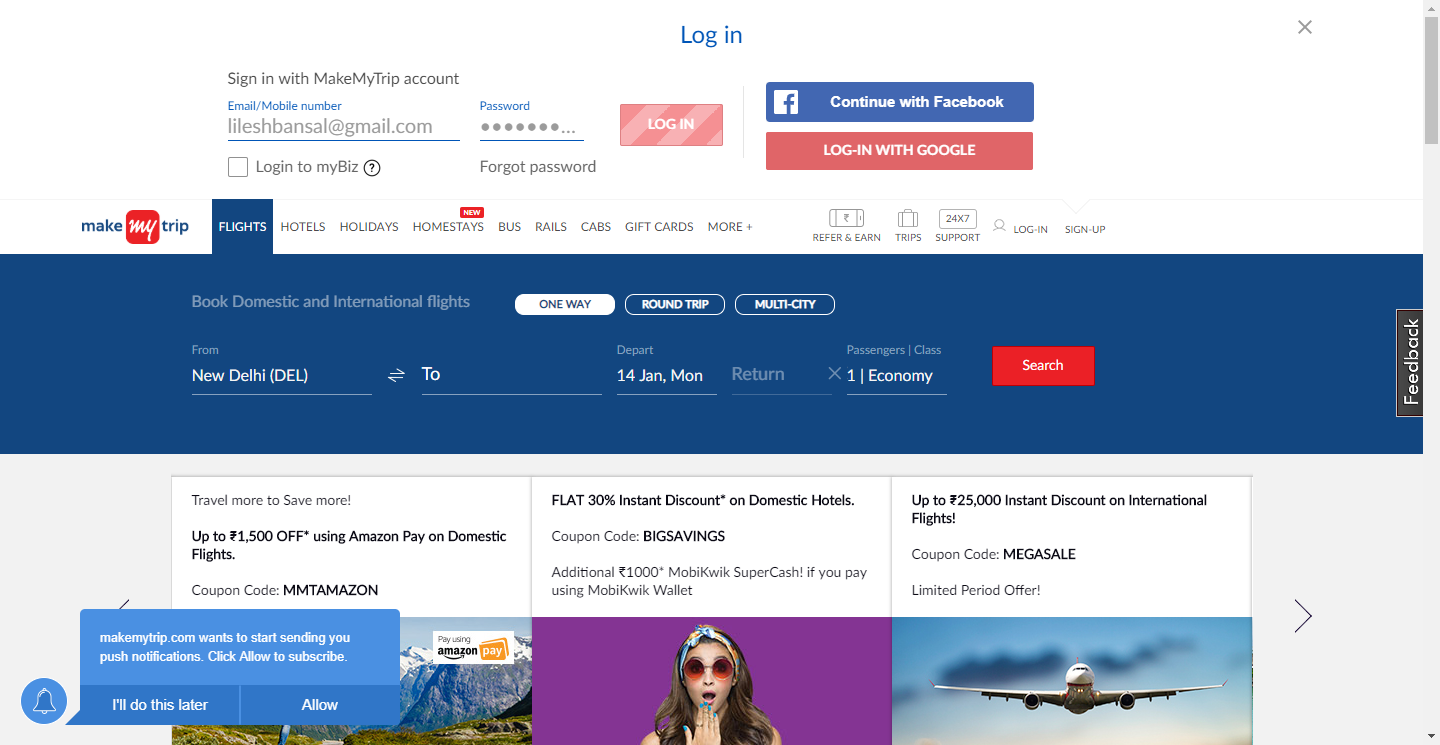 Log in
Sign in with MakeMyTrip account
Email/Mobile number
Password
lileshbansal@gmail.com
●●●●●●●...
LOG IN
Continue with Facebook
LOG-IN WITH GOOGLE
Login to myBiz ?
Forgot password
make my trip
FLIGHTS
HOTELS
HOLIDAYS
NEW
HOMESTAYS
BUS
RAILS
CABS
GIFT CARDS
MORE +
₹
REFER & EARN
TRIPS
24X7
SUPPORT
LOG-IN
SIGN-UP
Book Domestic and International flights
ONE WAY
ROUND TRIP
MULTI-CITY
From
New Delhi (DEL)
To
Depart
14 Jan, Mon
Return
Passengers | Class
1 | Economy
Search
Feedback
Travel more to Save more!
Up to ₹1,500 OFF* using Amazon Pay on Domestic
Flights.
Coupon Code: MMTAMAZON
FLAT 30% Instant Discount* on Domestic Hotels.
Coupon Code: BIGSAVINGS
Additional ₹1000* MobiKwik SuperCash! if you pay
using MobiKwik Wallet
Up to ₹25,000 Instant Discount on International
Flights!
Coupon Code: MEGASALE
Limited Period Offer!
Pay using
amazon pay
makemytrip.com wants to start sending you
push notifications. Click Allow to subscribe.
I'll do this later
Allow